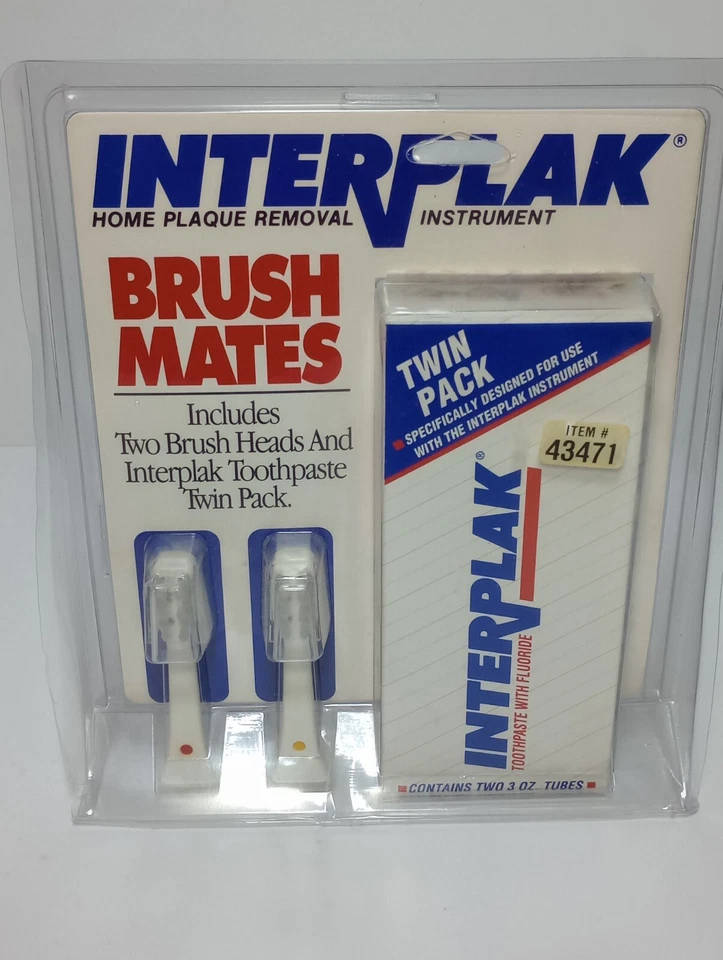 INTERPLAK®
HOME PLAQUE REMOVAL INSTRUMENT
BRUSH
MATES
Includes
Two Brush Heads And
Interplak Toothpaste
Twin Pack.
TWIN
PACK
SPECIFICALLY DESIGNED FOR USE
WITH THE INTERPLAK INSTRUMENT
ITEM #
43471
INTERPLAK®
TOOTHPASTE WITH FLUORIDE
CONTAINS TWO 3 OZ. TUBES